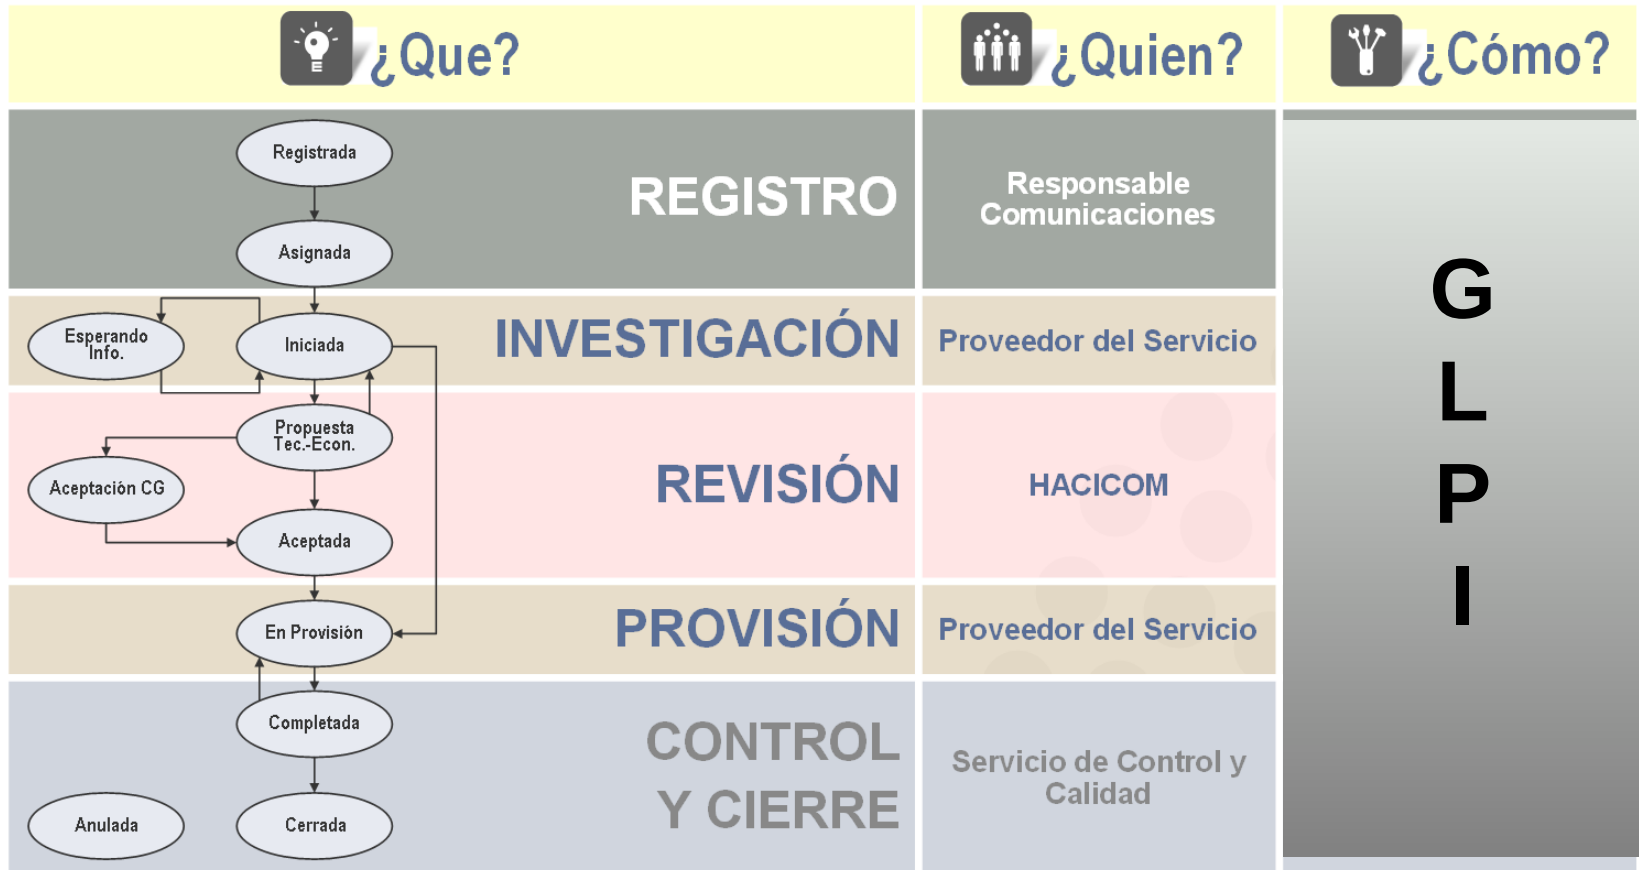 ¿Que?
¿Quien?
¿Cómo?
Registrada
Asignada
REGISTRO
Responsable
Comunicaciones
Esperando
Info.
Iniciada
INVESTIGACIÓN
Proveedor del Servicio
Propuesta
Tec.-Econ.
Aceptación CG
Aceptada
REVISIÓN
HACICOM
En Provisión
PROVISIÓN
Proveedor del Servicio
Completada
Anulada
Cerrada
CONTROL
Y CIERRE
Servicio de Control y
Calidad
G
L
P
I